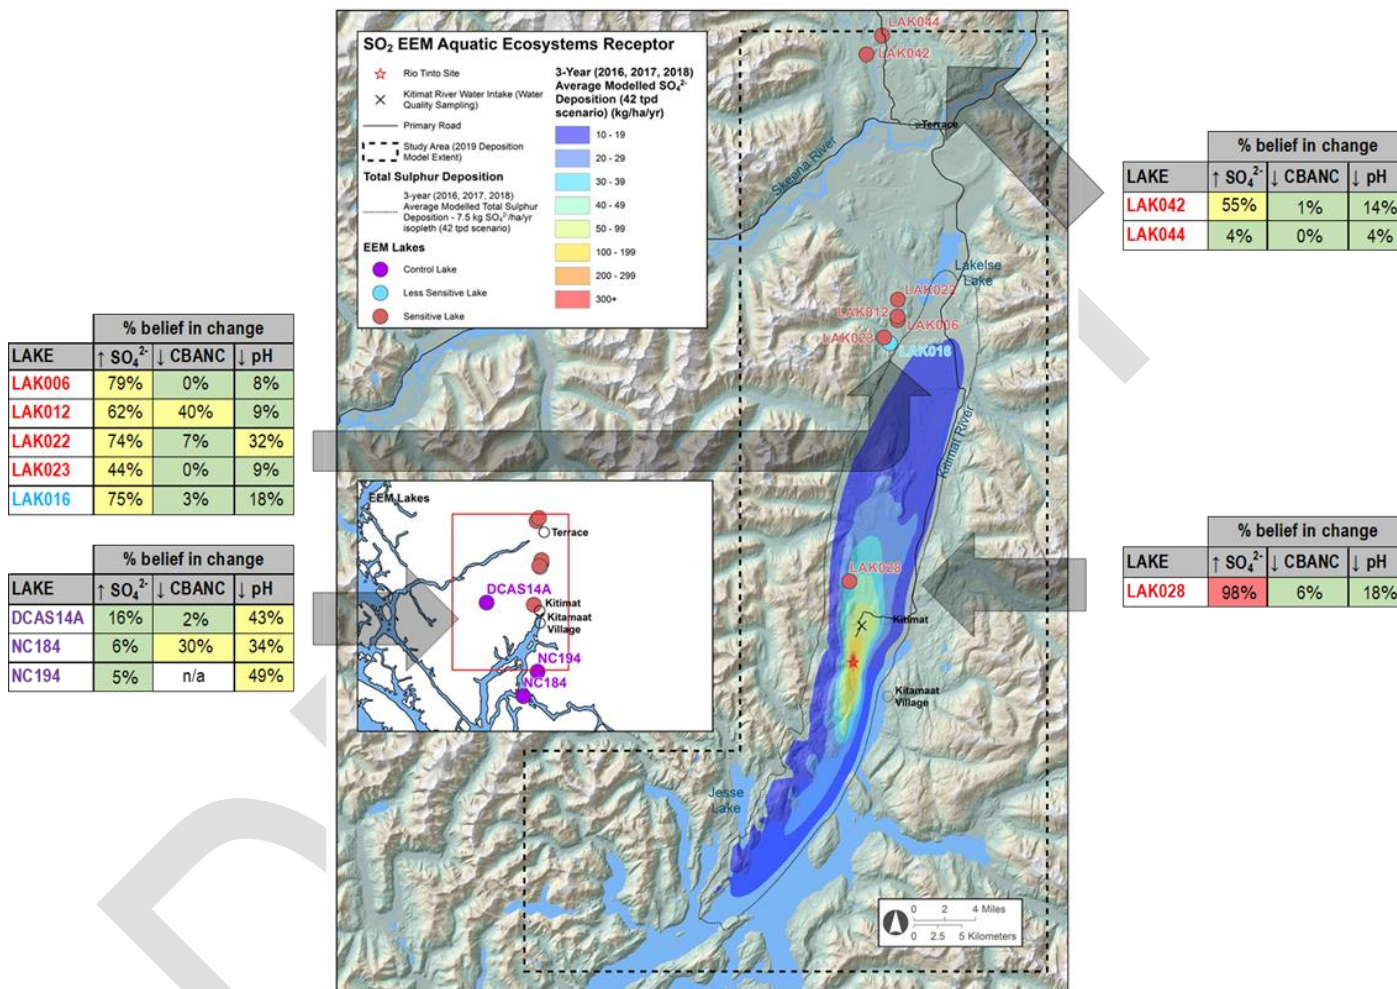 SO₂ EEM Aquatic Ecosystems Receptor
Rio Tinto Site
Kitimat River Water Intake (Water
Quality Sampling)
Primary Road
Study Area (2019 Deposition
Model Extent)
Total Sulphur Deposition
3-year (2016, 2017, 2018)
Average Modelled Total Sulphur
Deposition - 7.5 kg SO₄²⁻/ha/yr
isopleth (42 tpd scenario)
EEM Lakes
Control Lake
Less Sensitive Lake
Sensitive Lake
3-Year (2016, 2017, 2018)
Average Modelled SO₄²⁻
Deposition (42 tpd
scenario) (kg/ha/yr)
10 - 19
20 - 29
30 - 39
40 - 49
50 - 99
100 - 199
200 - 299
300+
LAK044
LAK042
Terrace
Skeena River
Lakelse
Lake
LAK022
LAK012
LAK006
LAK023
LAK016
Kitimat River
LAK028
Kitimat
Kitamaat
Village
Jesse
Lake
0 2 4 Miles
0 2.5 5 Kilometers
EEM Lakes
Terrace
DCAS14A
Kitimat
Kitamaat
Village
NC194
NC184
% belief in change
LAKE ↑ SO₄²⁻ ↓ CBANC ↓ pH
LAK006 79% 0% 8%
LAK012 62% 40% 9%
LAK022 74% 7% 32%
LAK023 44% 0% 9%
LAK016 75% 3% 18%
% belief in change
LAKE ↑ SO₄²⁻ ↓ CBANC ↓ pH
DCAS14A 16% 2% 43%
NC184 6% 30% 34%
NC194 5% n/a 49%
% belief in change
LAKE ↑ SO₄²⁻ ↓ CBANC ↓ pH
LAK042 55% 1% 14%
LAK044 4% 0% 4%
% belief in change
LAKE ↑ SO₄²⁻ ↓ CBANC ↓ pH
LAK028 98% 6% 18%